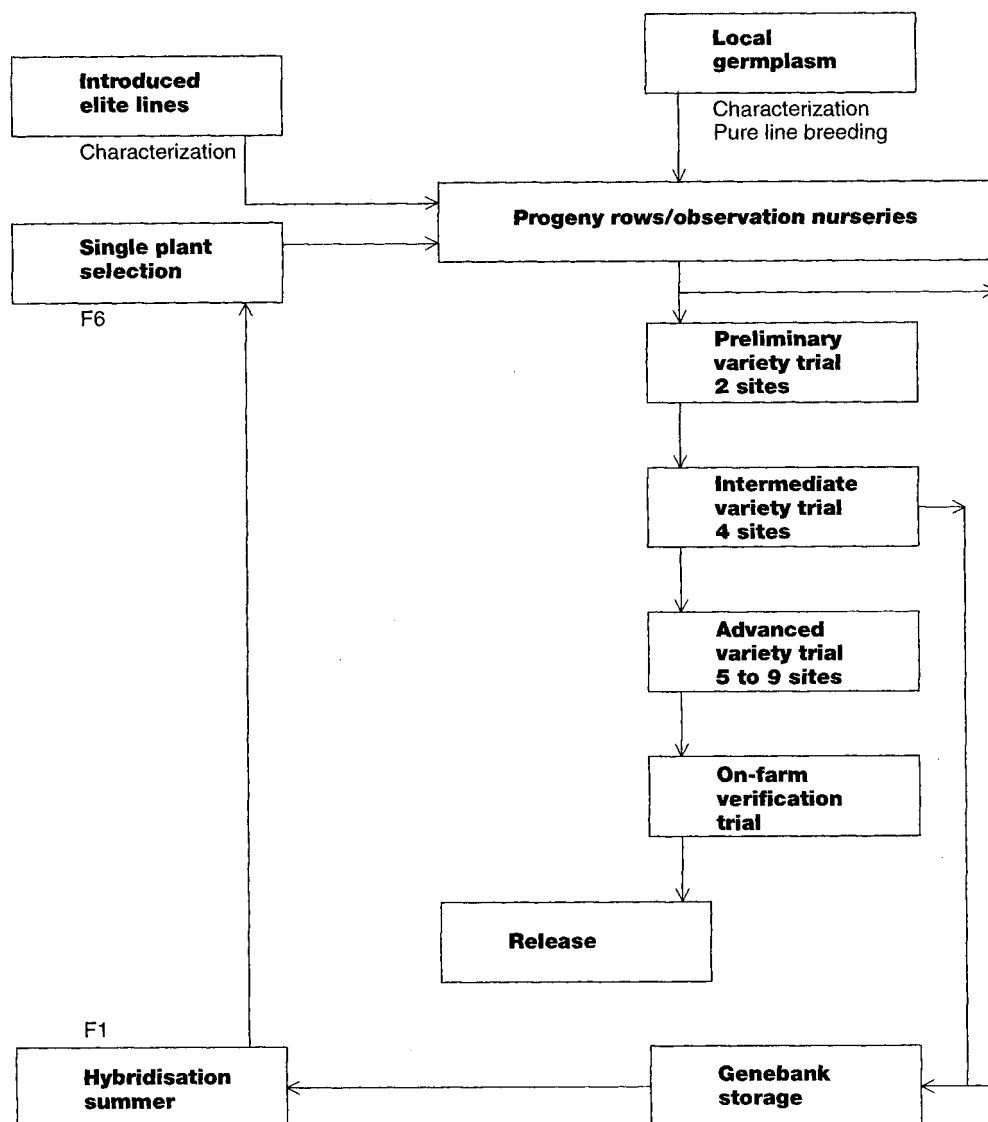 Local
germplasm
Introduced
elite lines
Characterization
Pure line breeding
Characterization
Progeny rows/observation nurseries
Single plant
selection
F6
Preliminary
variety trial
2 sites
Intermediate
variety trial
4 sites
Advanced
variety trial
5 to 9 sites
On-farm
verification
trial
Release
F1
Hybridisation
summer
Genebank
storage